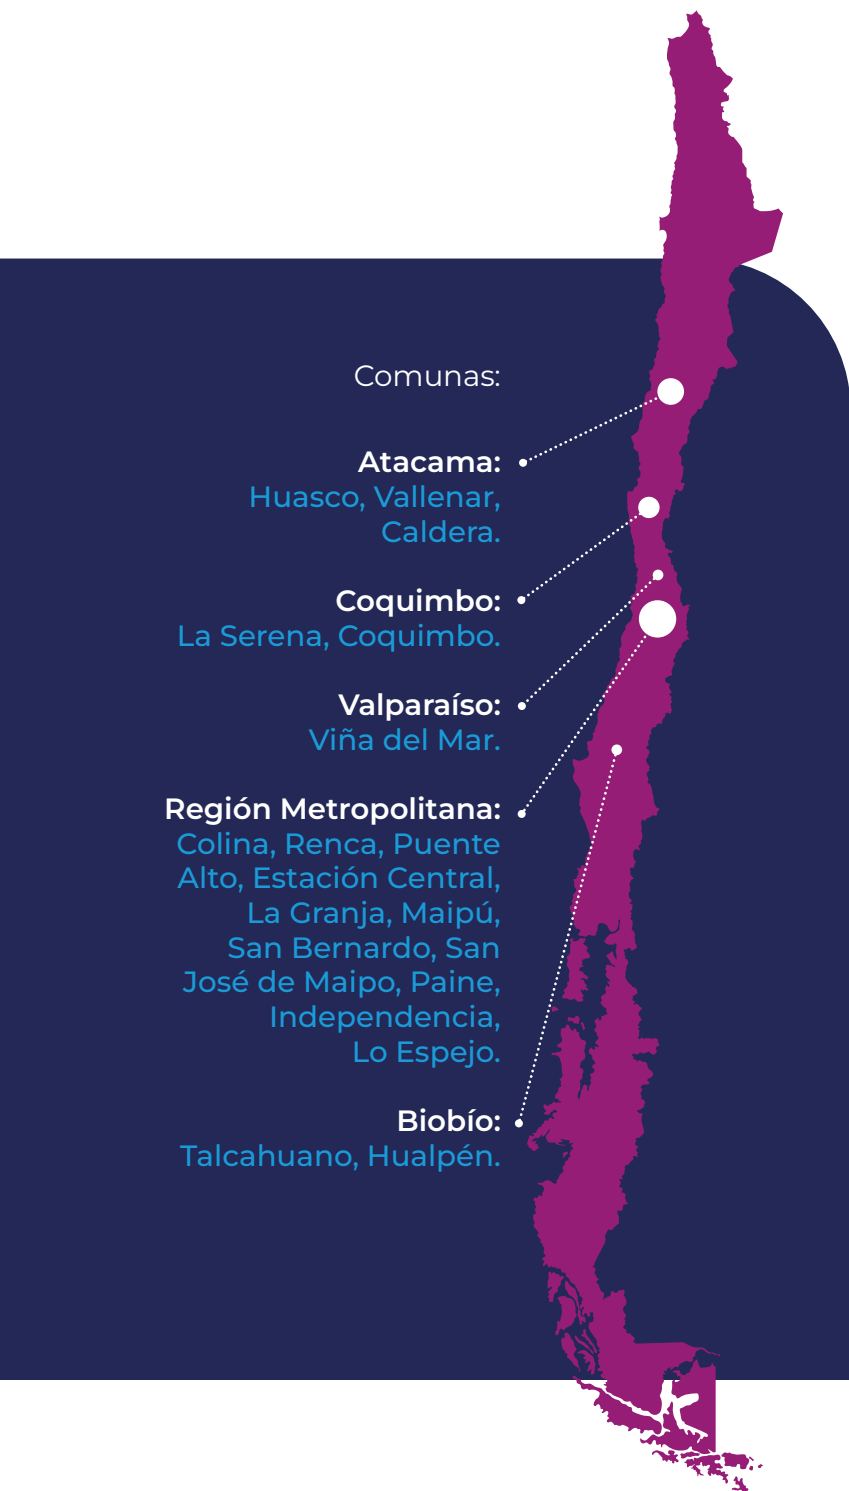 Comunas:
Atacama:
Huasco, Vallenar,
Caldera.
Coquimbo:
La Serena, Coquimbo.
Valparaíso:
Viña del Mar.
Región Metropolitana:
Colina, Renca, Puente
Alto, Estación Central,
La Granja, Maipú,
San Bernardo, San
José de Maipo, Paine,
Independencia,
Lo Espejo.
Biobío:
Talcahuano, Hualpén.